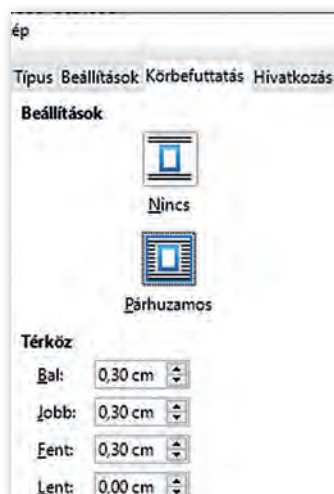 ép
Típus Beállítások Körbefuttatás Hivatkozás
Beállítások
Nincs
Párhuzamos
Térköz
Bal: 0,30 cm
Jobb: 0,30 cm
Fent: 0,30 cm
Lent: 0,00 cm